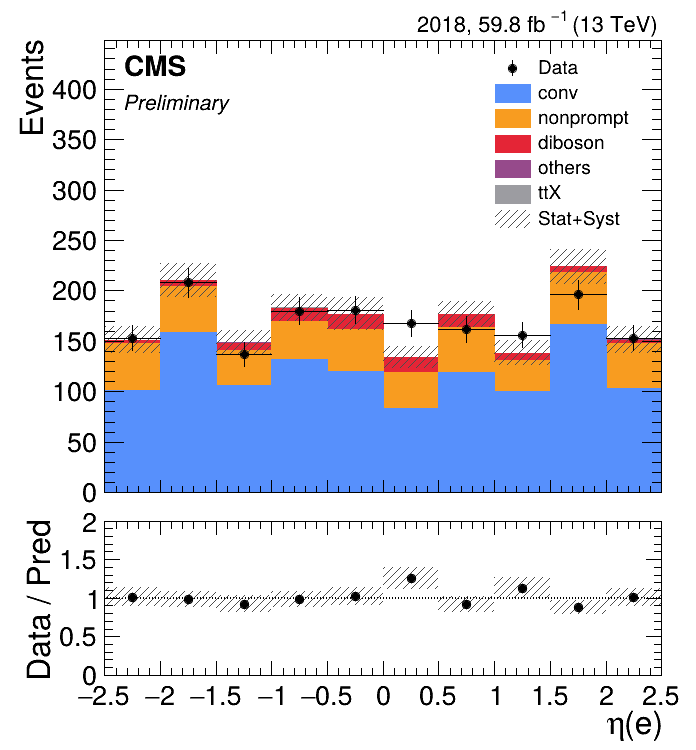 2018, 59.8 fb⁻¹ (13 TeV)
CMS
Preliminary
Events
Data
conv
nonprompt
diboson
others
ttX
Stat+Syst
400
350
300
250
200
150
100
50
0
Data / Pred
2
1.5
1
0.5
0
−2.5 −2 −1.5 −1 −0.5 0 0.5 1 1.5 2 2.5
η(e)